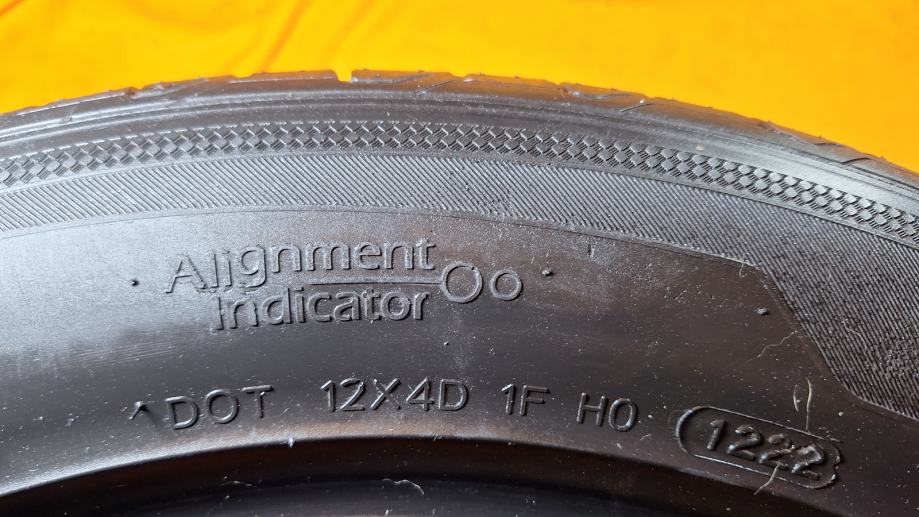 Alignment
Indicator
DOT 12X4D 1F H0 1222